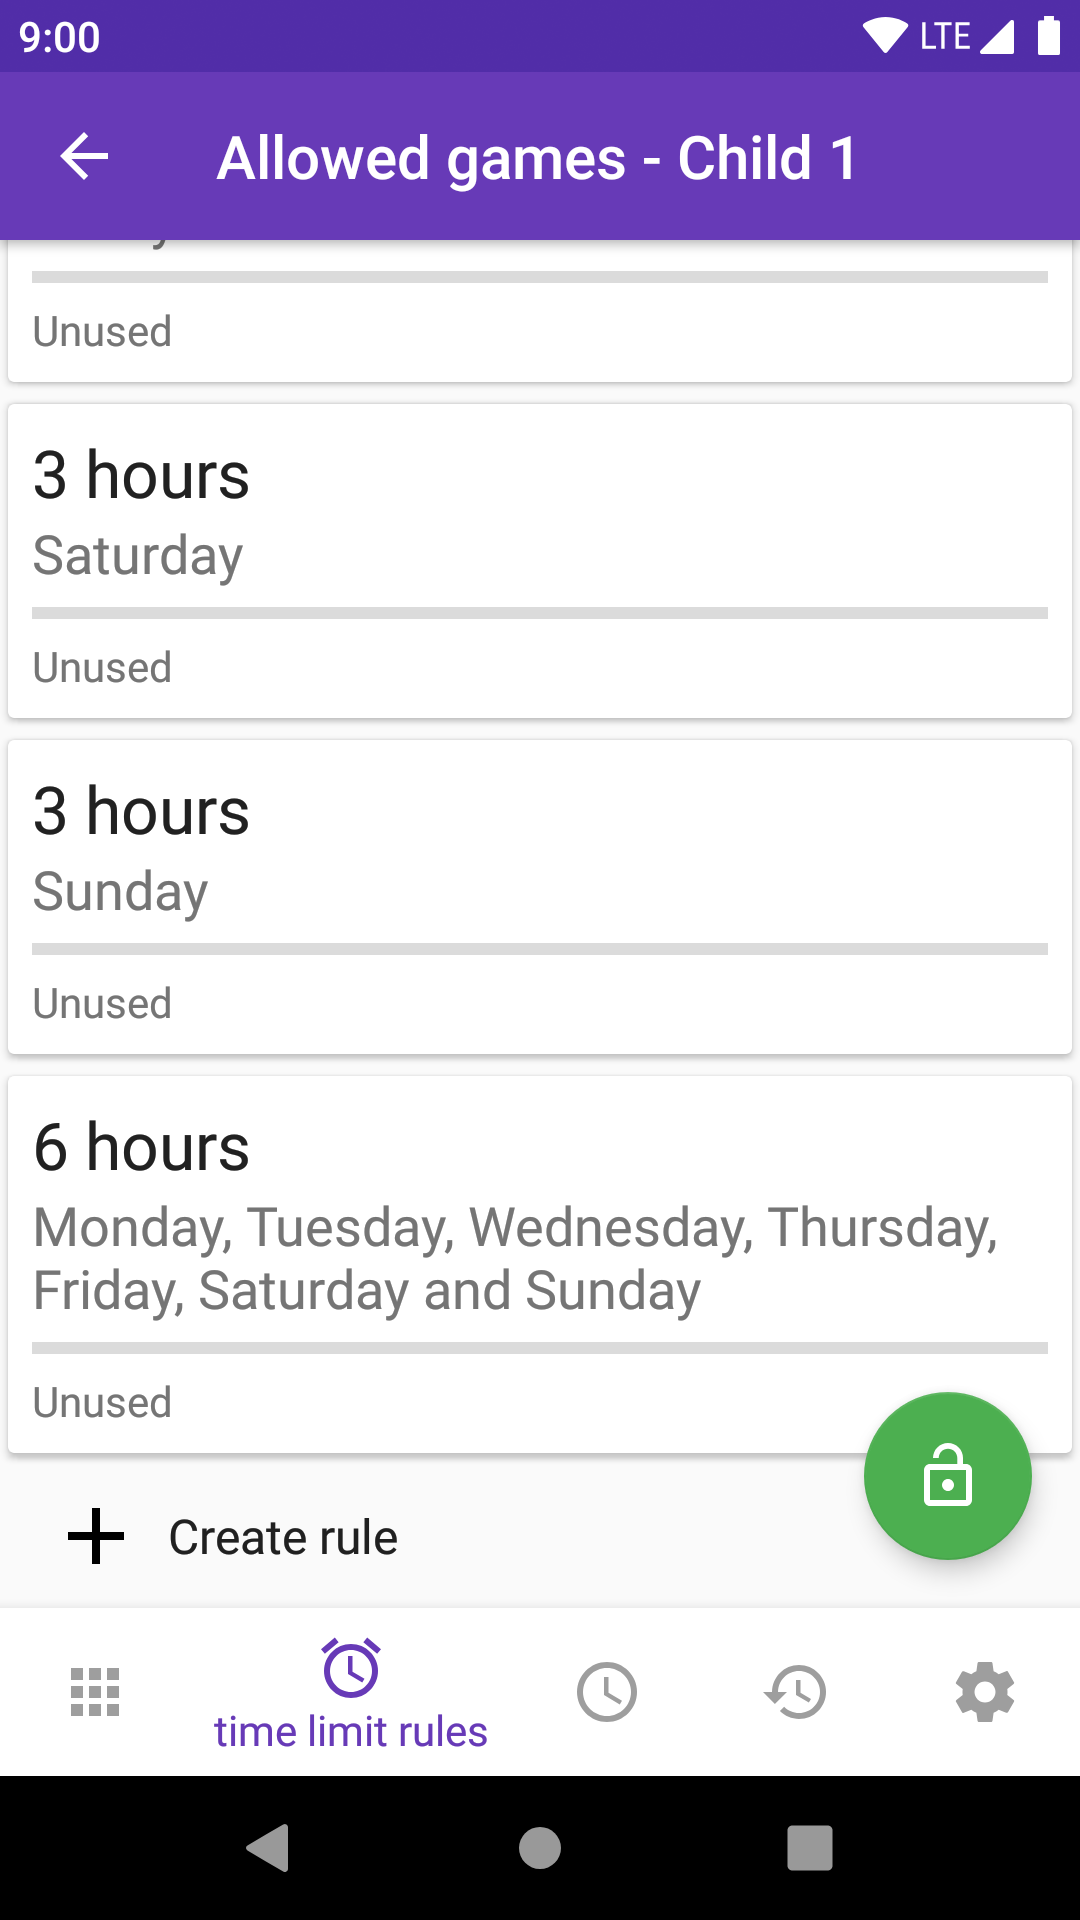 9:00
LTE
Allowed games - Child 1
Unused
3 hours
Saturday
Unused
3 hours
Sunday
Unused
6 hours
Monday, Tuesday, Wednesday, Thursday,
Friday, Saturday and Sunday
Unused
Create rule
time limit rules